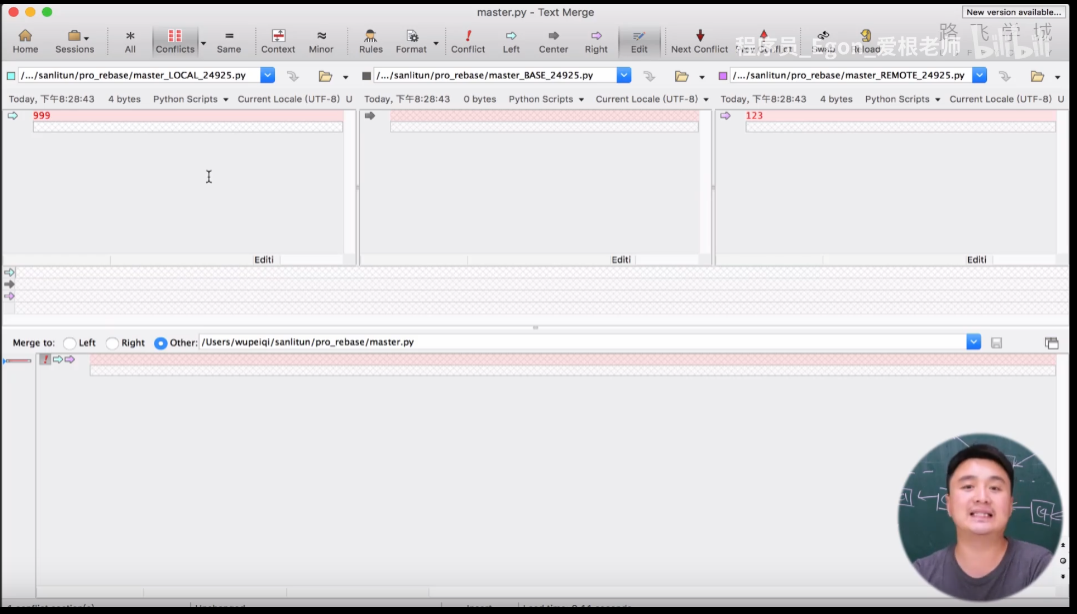 master.py - Text Merge
New version available...
Home Sessions All Conflicts Same Context Minor Rules Format Conflict Left Center Right Edit Next Conflict
路飞学城
bilibili
程序员_Egon_爱根老师
/.../sanlitun/pro_rebase/master_LOCAL_24925.py /.../sanlitun/pro_rebase/master_BASE_24925.py /.../sanlitun/pro_rebase/master_REMOTE_24925.py
Today, 下午8:28:43 4 bytes Python Scripts Current Locale (UTF-8) U Today, 下午8:28:43 0 bytes Python Scripts Current Locale (UTF-8) Today, 下午8:28:43 4 bytes Python Scripts Current Locale (UTF-8) U
999 123
Editi Editi Editi
Merge to: Left Right Other: /Users/wupeiqi/sanlitun/pro_rebase/master.py